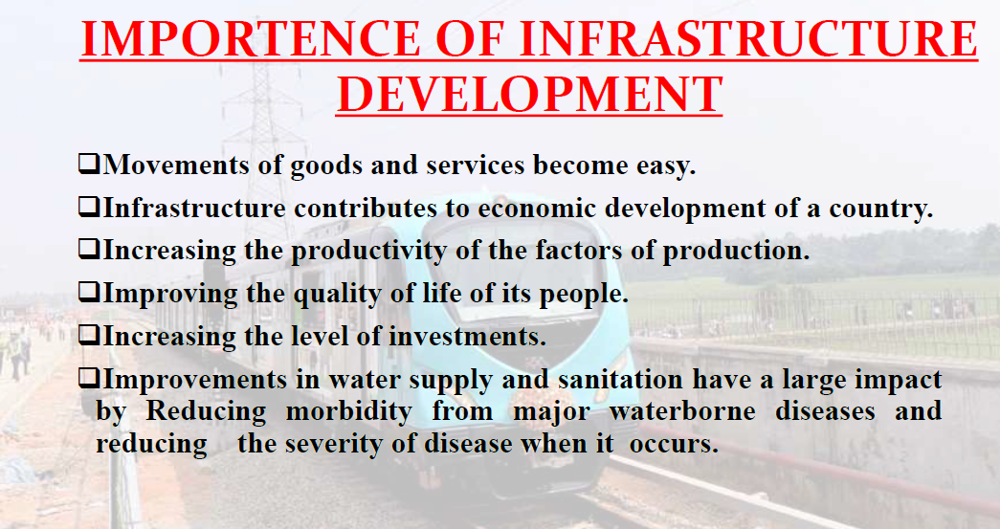 IMPORTENCE OF INFRASTRUCTURE
DEVELOPMENT
❑Movements of goods and services become easy.
❑Infrastructure contributes to economic development of a country.
❑Increasing the productivity of the factors of production.
❑Improving the quality of life of its people.
❑Increasing the level of investments.
❑Improvements in water supply and sanitation have a large impact
by Reducing morbidity from major waterborne diseases and
reducing the severity of disease when it occurs.